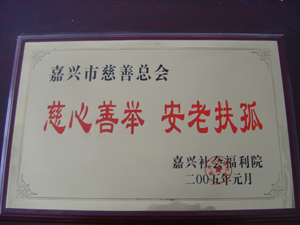 嘉兴市慈善总会
慈心善举 安老扶孤
嘉兴社会福利院
二00五年元月